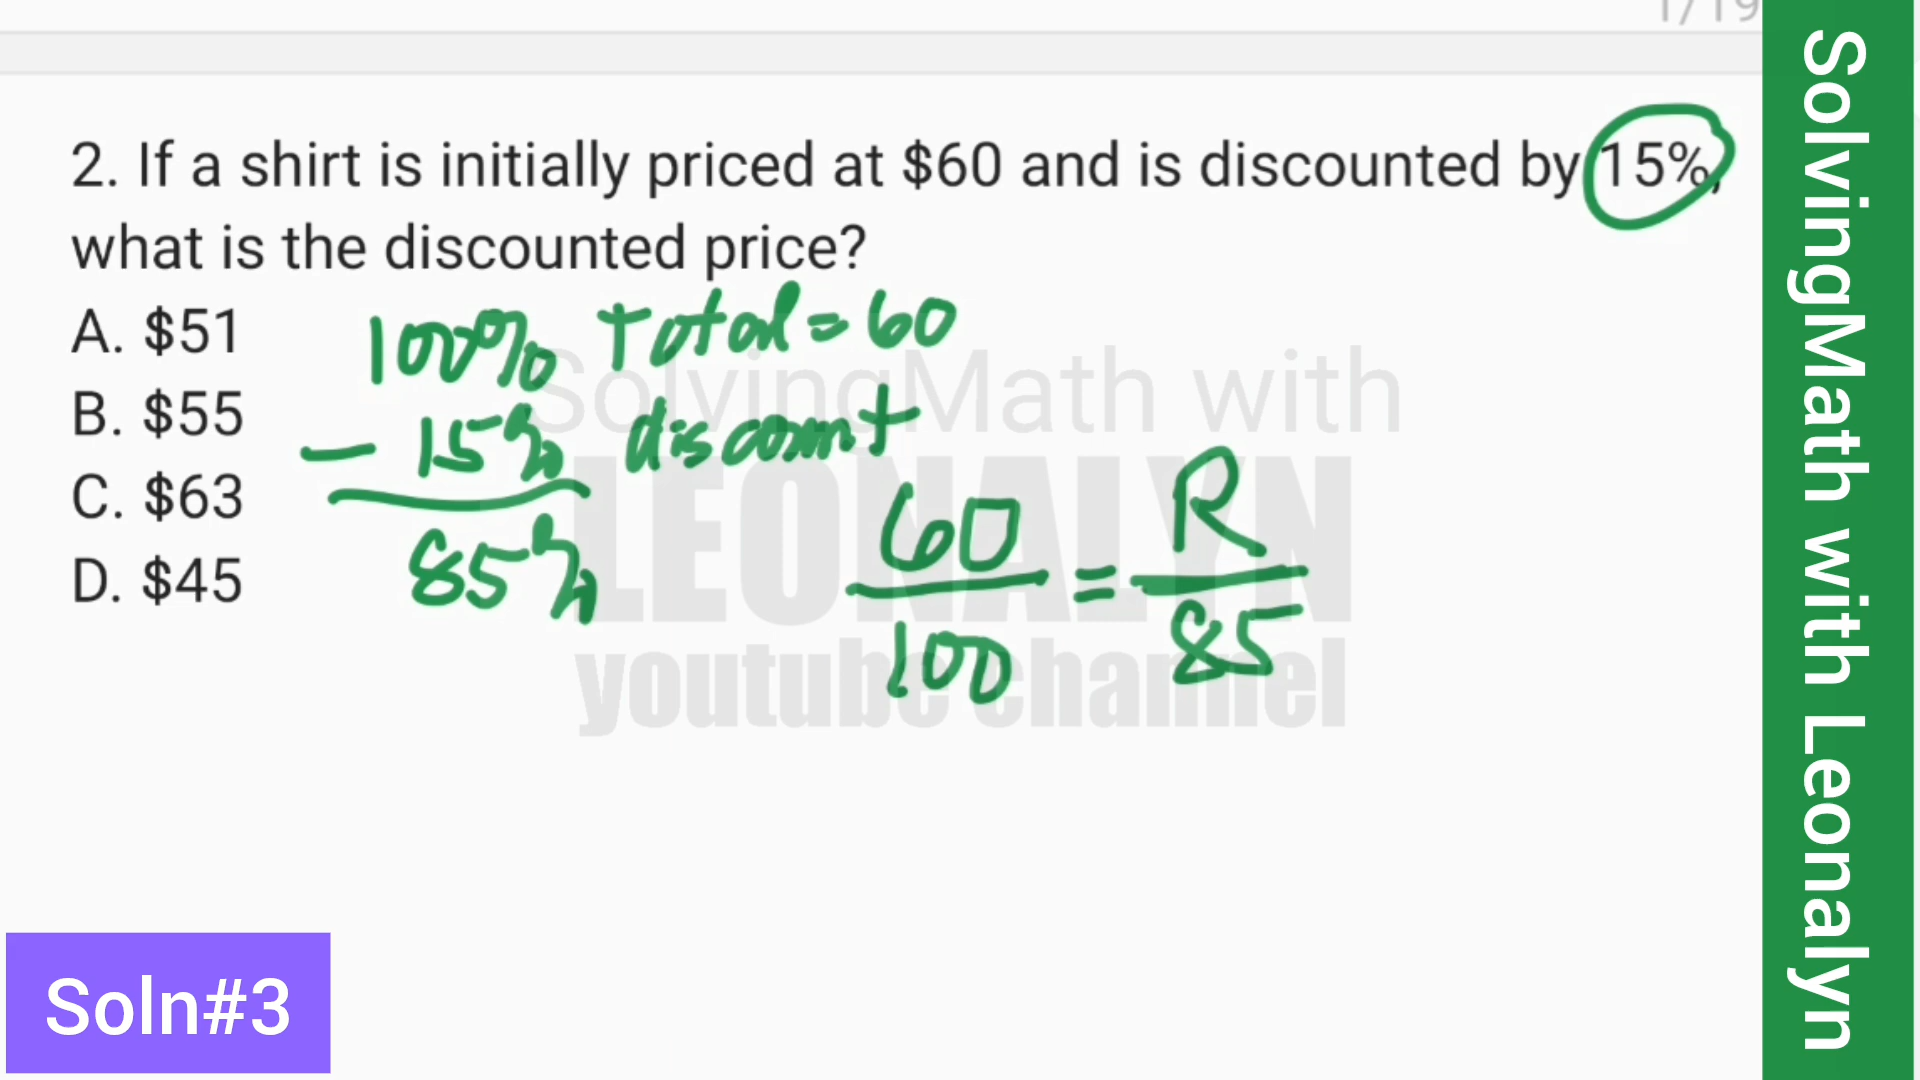 2. If a shirt is initially priced at $60 and is discounted by 15%,
what is the discounted price?
A. $51
B. $55
C. $63
D. $45
100% total = 60
- 15% discount
85%
60/100 = R/85
SolvingMath with
LEONALYN
youtube channel
Soln#3
SolvingMath with Leonalyn